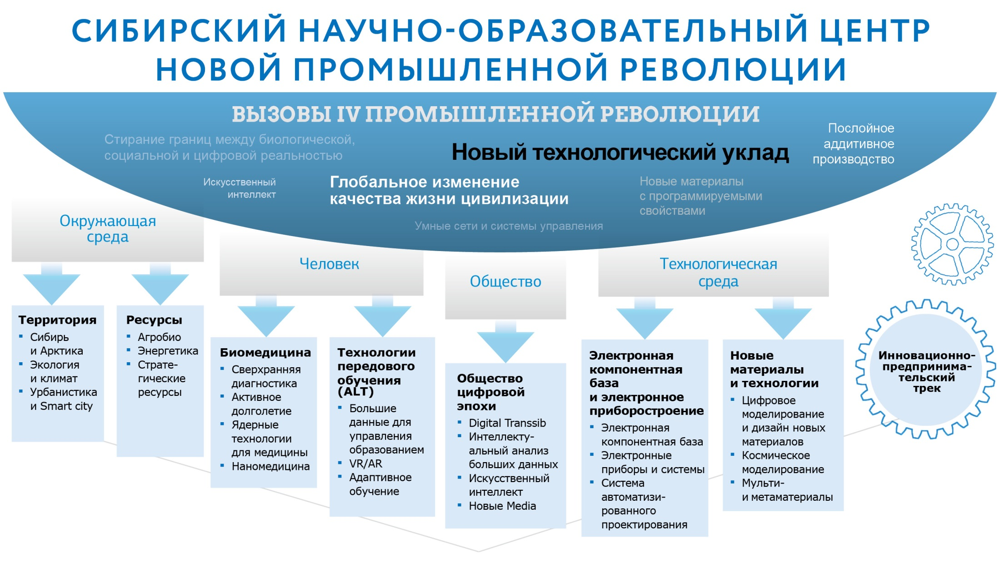 СИБИРСКИЙ НАУЧНО-ОБРАЗОВАТЕЛЬНЫЙ ЦЕНТР
НОВОЙ ПРОМЫШЛЕННОЙ РЕВОЛЮЦИИ
ВЫЗОВЫ IV ПРОМЫШЛЕННОЙ РЕВОЛЮЦИИ
Стирание границ между биологической,
социальной и цифровой реальностью
Новый технологический уклад
Послойное
аддитивное
производство
Искусственный
интеллект
Глобальное изменение
качества жизни цивилизации
Новые материалы
с программируемыми
свойствами
Умные сети и системы управления
Окружающая
среда
Человек
Общество
Технологическая
среда
Территория
▪ Сибирь
и Арктика
▪ Экология
и климат
▪ Урбанистика
и Smart city
Ресурсы
▪ Агробио
▪ Энергетика
▪ Страте-
гические
ресурсы
Биомедицина
▪ Сверхранняя
диагностика
▪ Активное
долголетие
▪ Ядерные
технологии
для медицины
▪ Наномедицина
Технологии
передового
обучения
(ALT)
▪ Большие
данные для
управления
образованием
▪ VR/AR
▪ Адаптивное
обучение
Общество
цифровой
эпохи
▪ Digital Transsib
▪ Интеллекту-
альный анализ
больших данных
▪ Искусственный
интеллект
▪ Новые Media
Электронная
компонентная
база
и электронное
приборостроение
▪ Электронная
компонентная база
▪ Электронные
приборы и системы
▪ Система
автоматизи-
рованного
проектирования
Новые
материалы
и технологии
▪ Цифровое
моделирование
и дизайн новых
материалов
▪ Космическое
моделирование
▪ Мульти-
и метаматериалы
Инновационно-
предпринима-
тельский
трек